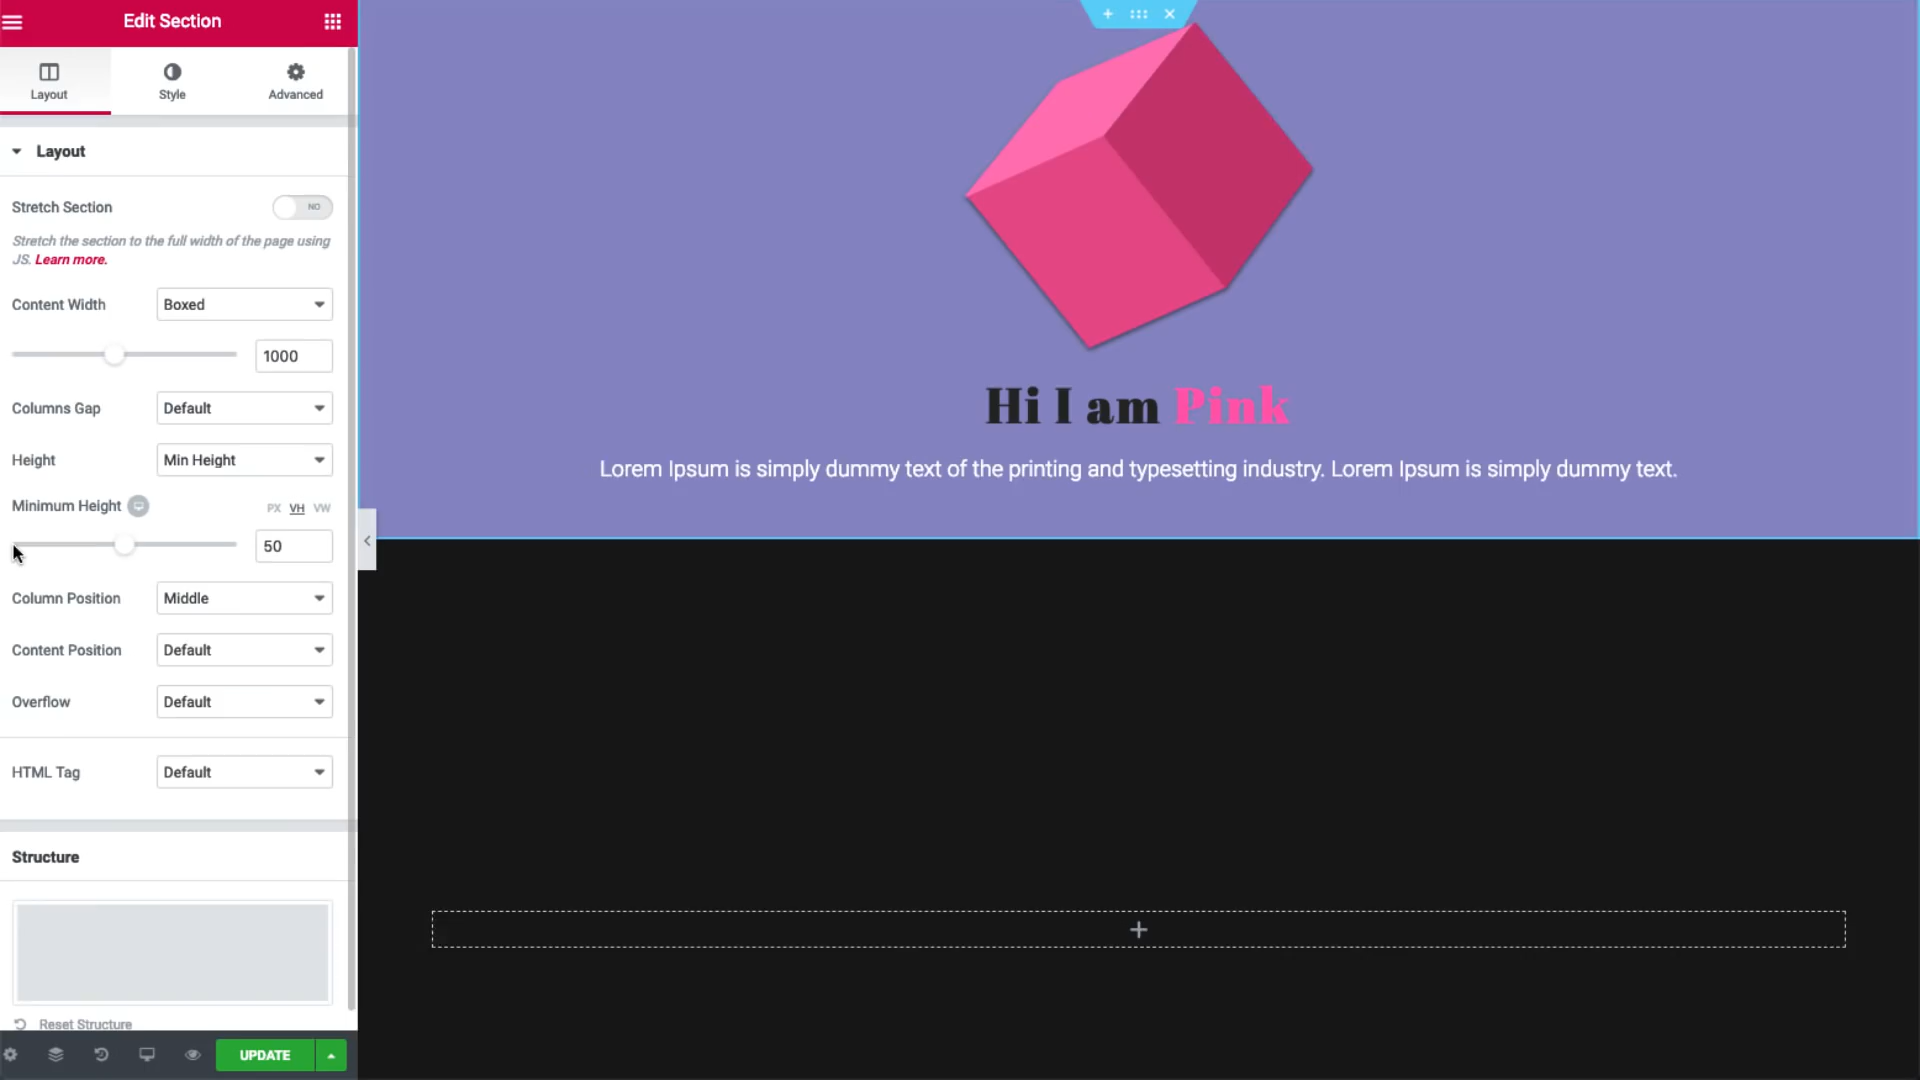 Edit Section
Layout
Style
Advanced
Layout
Stretch Section
NO
Stretch the section to the full width of the page using
JS. Learn more.
Content Width
Boxed
1000
Columns Gap
Default
Height
Min Height
Minimum Height
PX VH VW
50
Column Position
Middle
Content Position
Default
Overflow
Default
HTML Tag
Default
Structure
Reset Structure
UPDATE
Hi I am Pink
Lorem Ipsum is simply dummy text of the printing and typesetting industry. Lorem Ipsum is simply dummy text.